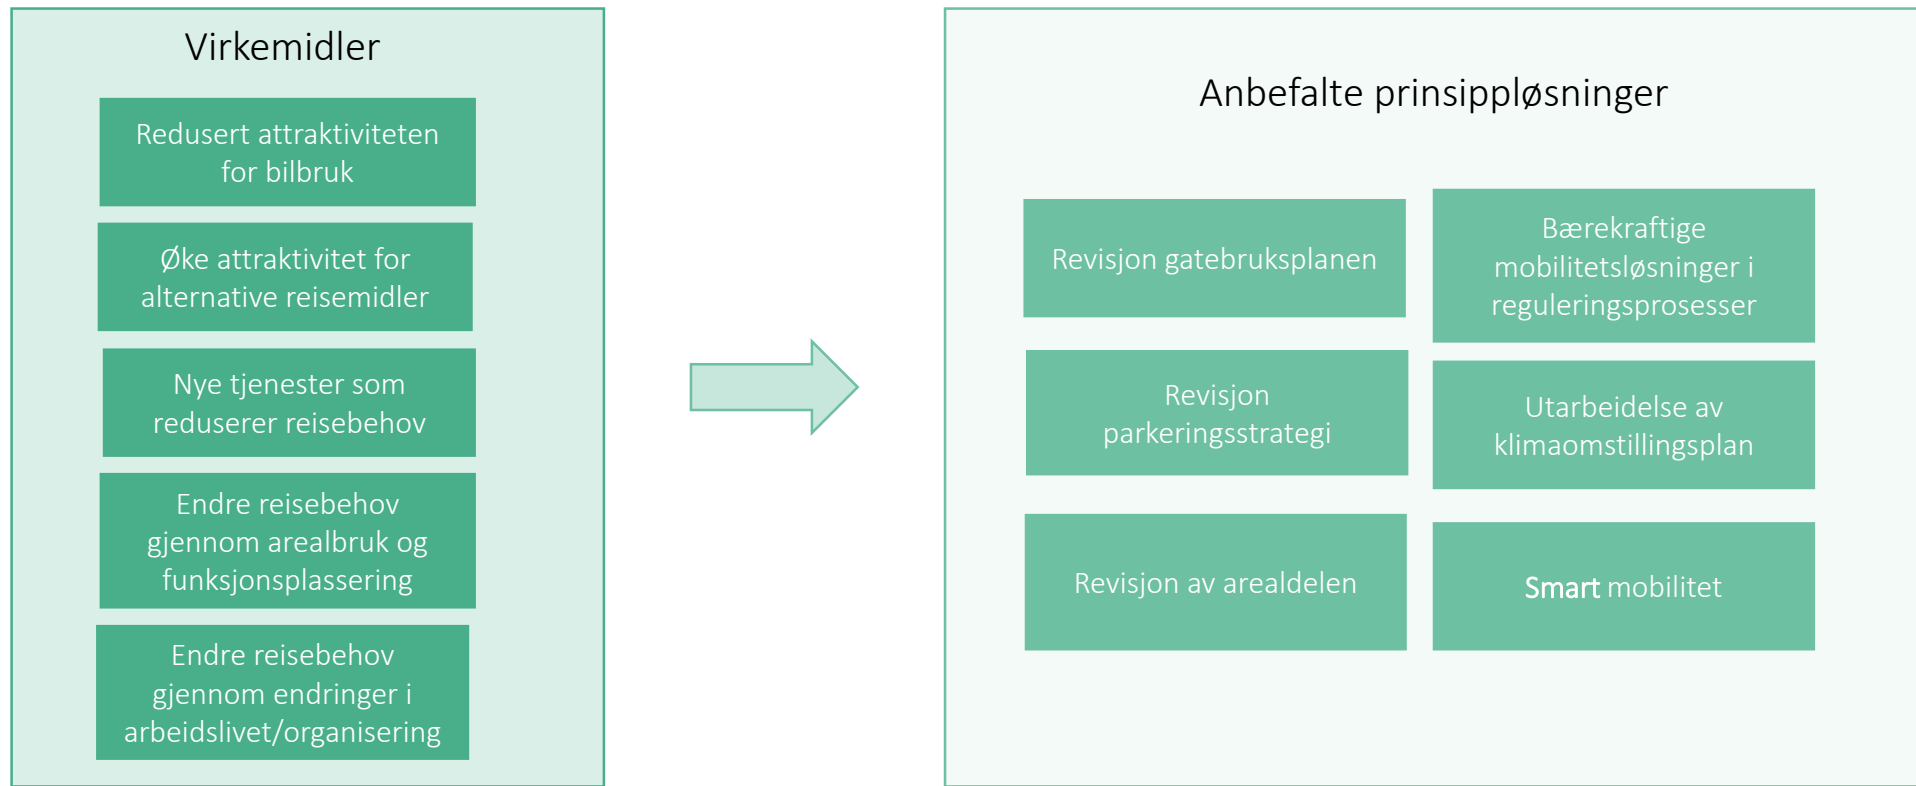 Virkemidler
Redusert attraktiviteten
for bilbruk
Øke attraktivitet for
alternative reisemidler
Nye tjenester som
reduserer reisebehov
Endre reisebehov
gjennom arealbruk og
funksjonsplassering
Endre reisebehov
gjennom endringer i
arbeidslivet/organisering
Anbefalte prinsippløsninger
Revisjon gatebruksplanen
Bærekraftige
mobilitetsløsninger i
reguleringsprosesser
Revisjon
parkeringsstrategi
Utarbeidelse av
klimaomstillingsplan
Revisjon av arealdelen
Smart mobilitet